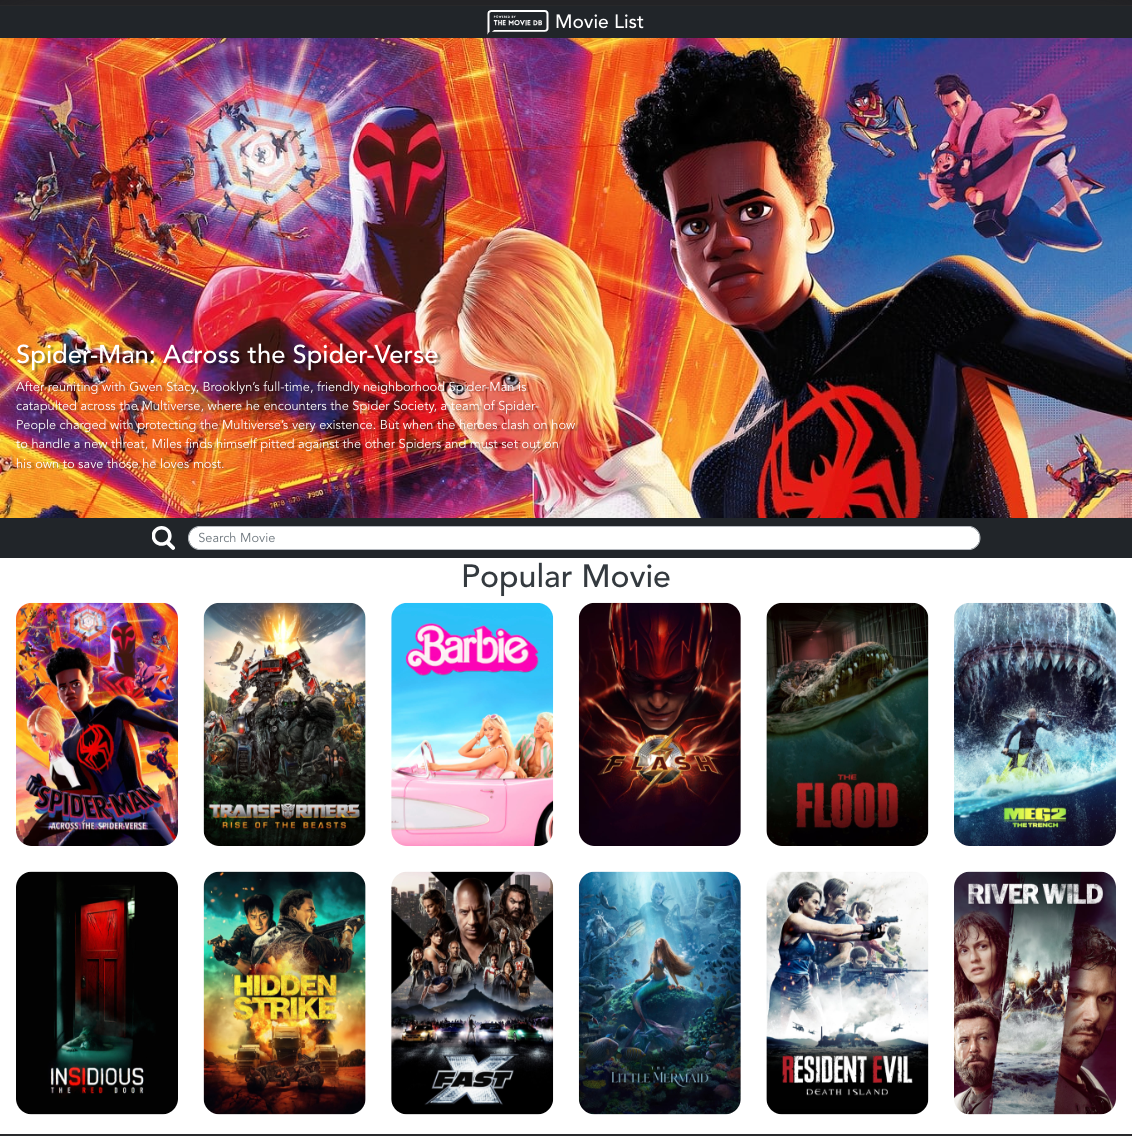 POWERED BY
THE MOVIE DB
Movie List
Spider-Man: Across the Spider-Verse
After reuniting with Gwen Stacy, Brooklyn’s full-time, friendly neighborhood Spider-Man is
catapulted across the Multiverse, where he encounters the Spider Society, a team of Spider-
People charged with protecting the Multiverse’s very existence. But when the heroes clash on how
to handle a new threat, Miles finds himself pitted against the other Spiders and must set out on
his own to save those he loves most.
Search Movie
Popular Movie
SPIDER-MAN
ACROSS THE SPIDER-VERSE
TRANSFORMERS
RISE OF THE BEASTS
Barbie
FLASH
THE
FLOOD
MEG2
THE TRENCH
INSIDIOUS
THE RED DOOR
HIDDEN
STRIKE
FAST X
THE
LITTLE MERMAID
RESIDENT EVIL
DEATH ISLAND
RIVER WILD